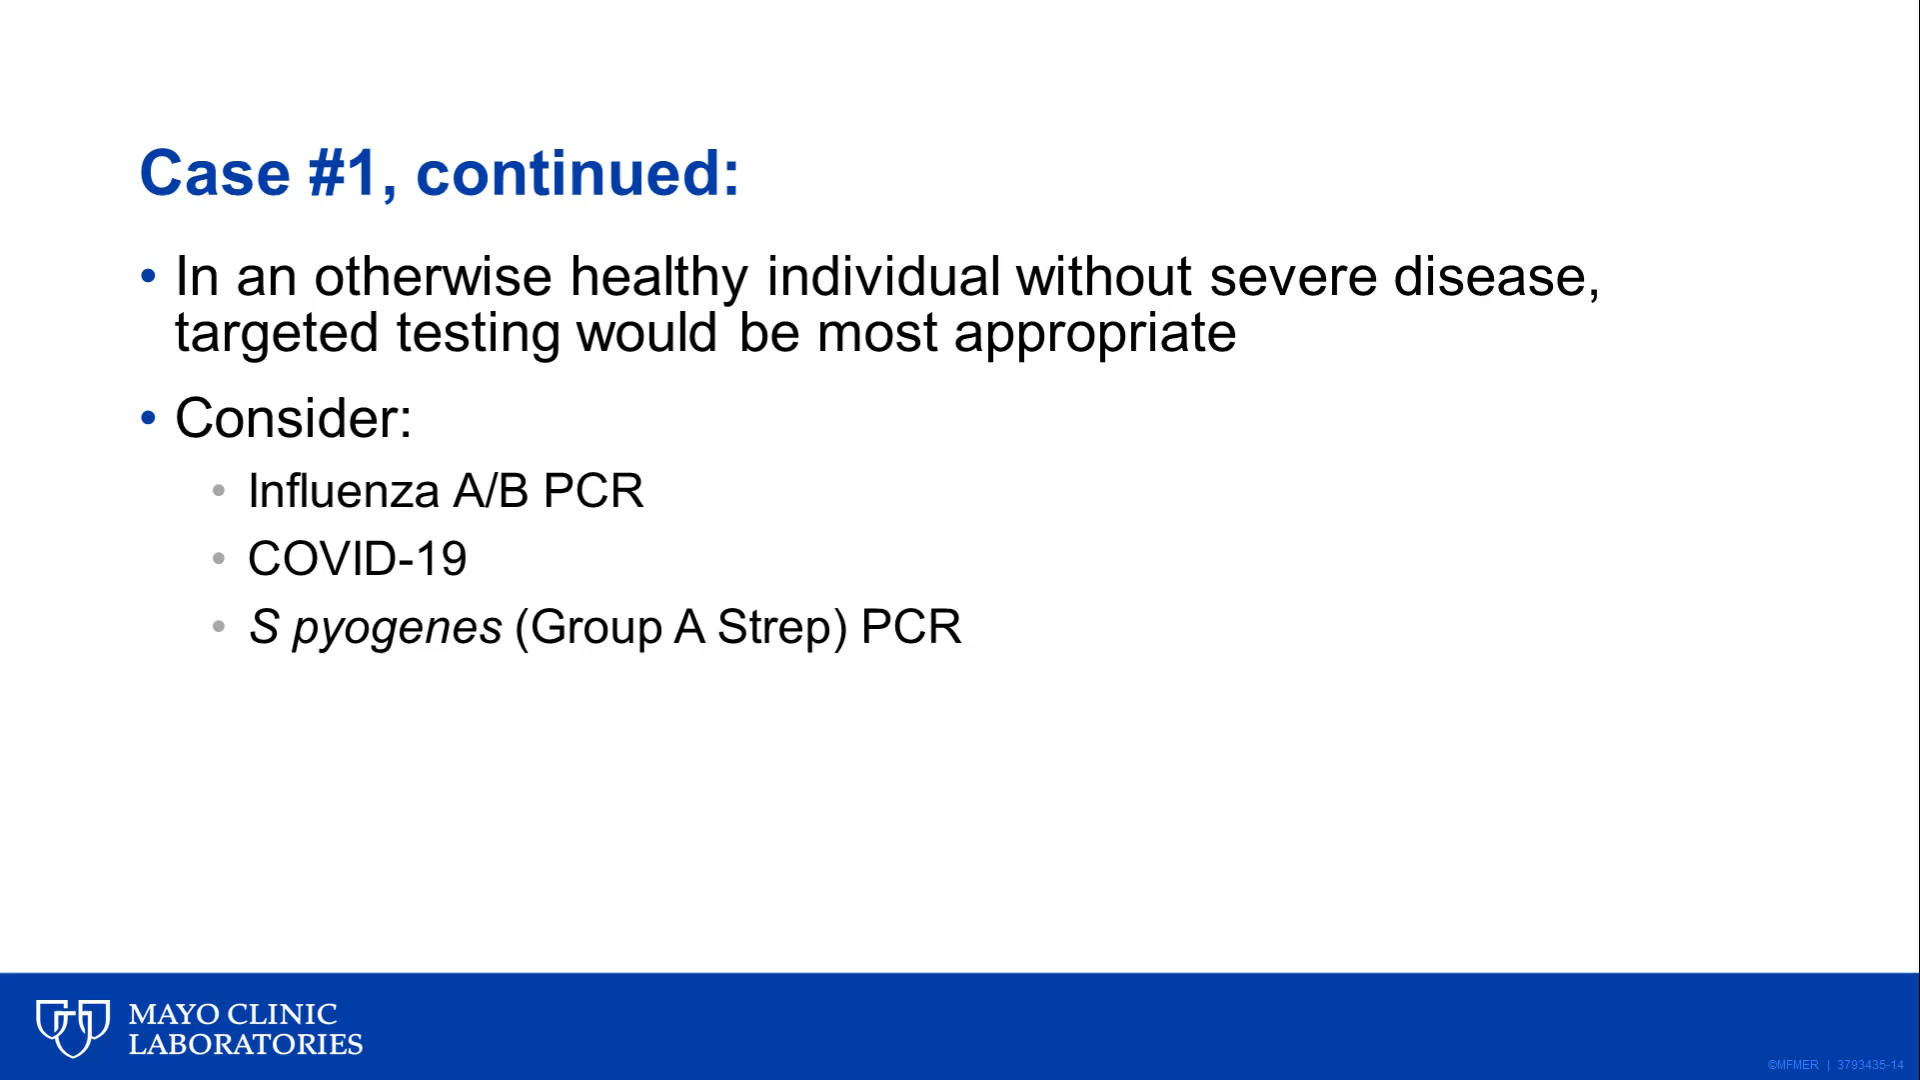 Case #1, continued:
• In an otherwise healthy individual without severe disease,
targeted testing would be most appropriate
• Consider:
• Influenza A/B PCR
• COVID-19
• S pyogenes (Group A Strep) PCR
MAYO CLINIC
LABORATORIES
©MFMER | 3793435-14